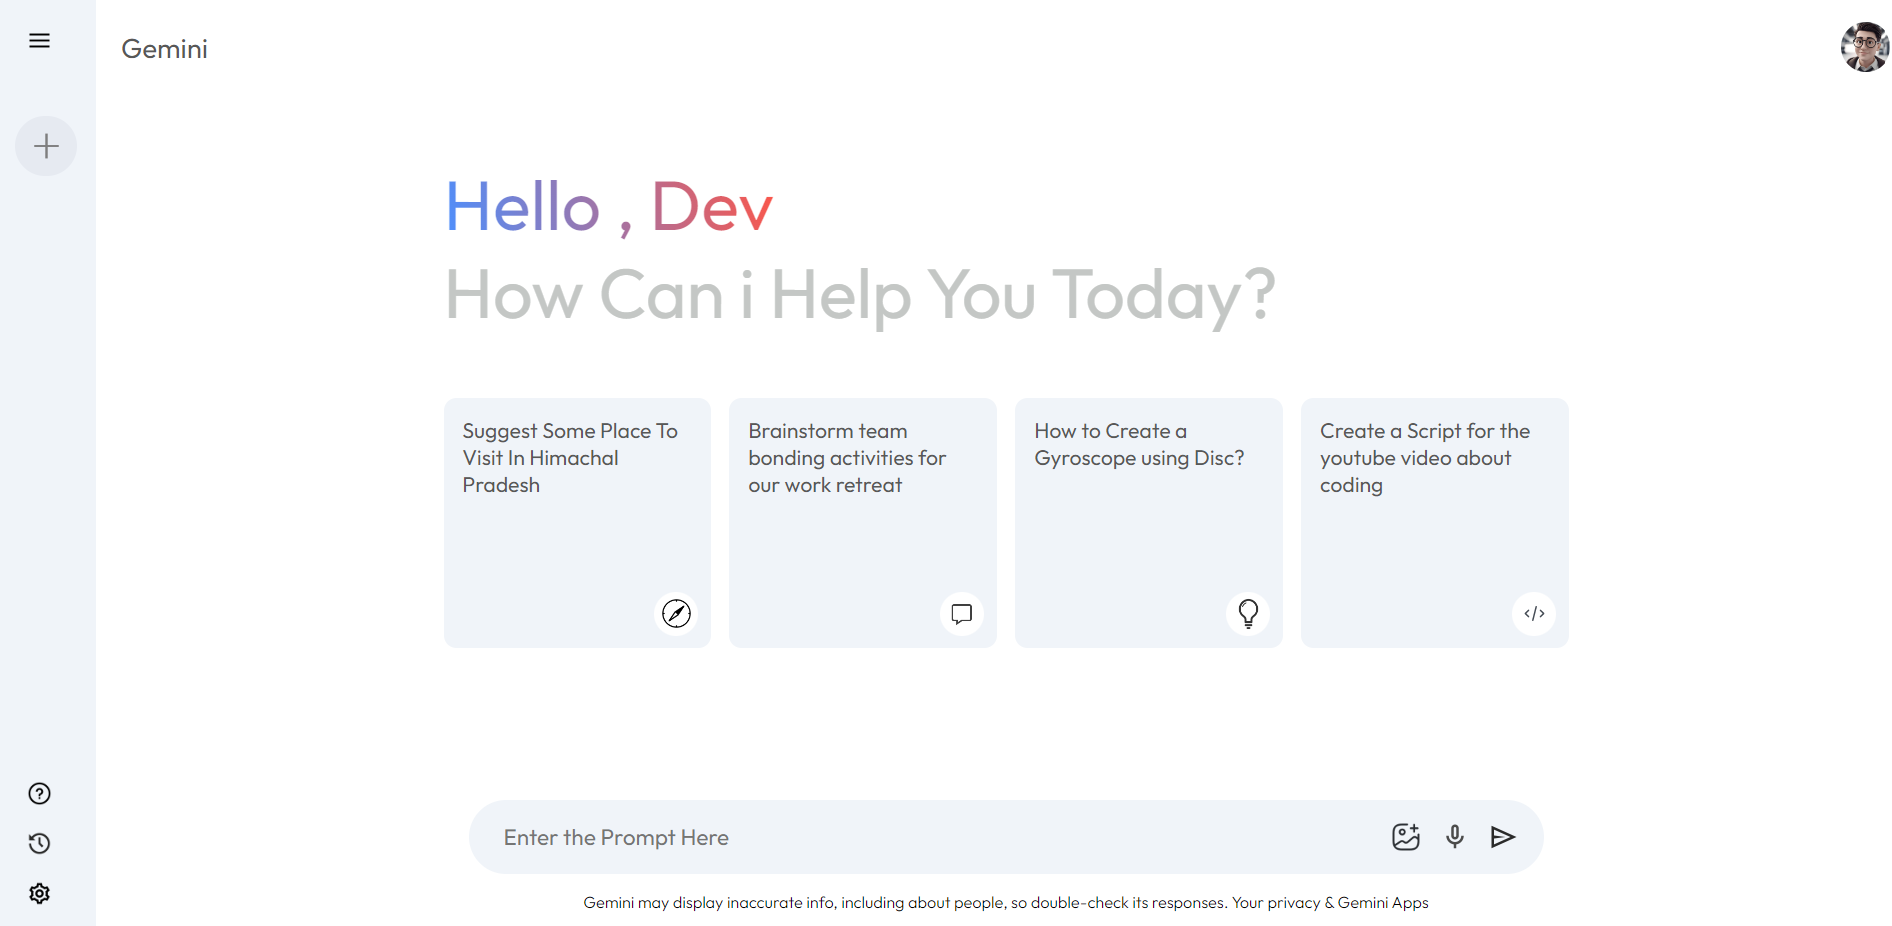 Gemini
Hello , Dev
How Can i Help You Today?
Suggest Some Place To
Visit In Himachal
Pradesh
Brainstorm team
bonding activities for
our work retreat
How to Create a
Gyroscope using Disc?
Create a Script for the
youtube video about
coding
Enter the Prompt Here
Gemini may display inaccurate info, including about people, so double-check its responses. Your privacy & Gemini Apps